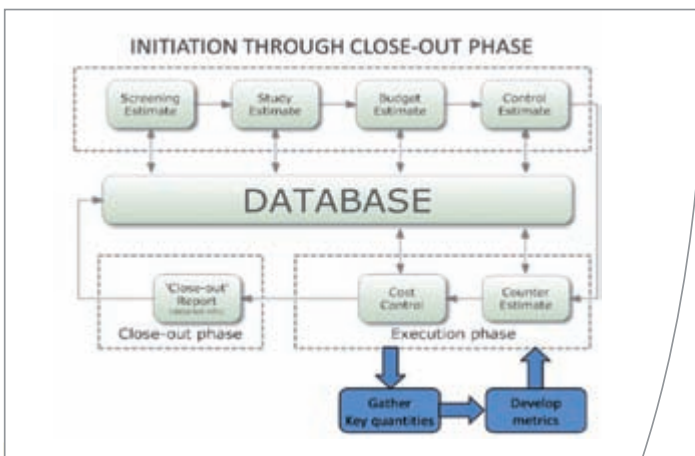 INITIATION THROUGH CLOSE-OUT PHASE
Screening
Estimate
Study
Estimate
Budget
Estimate
Control
Estimate
DATABASE
'Close-out'
Report
Close-out phase
Cost
Control
Counter
Estimate
Execution phase
Gather
Key quantities
Develop
metrics